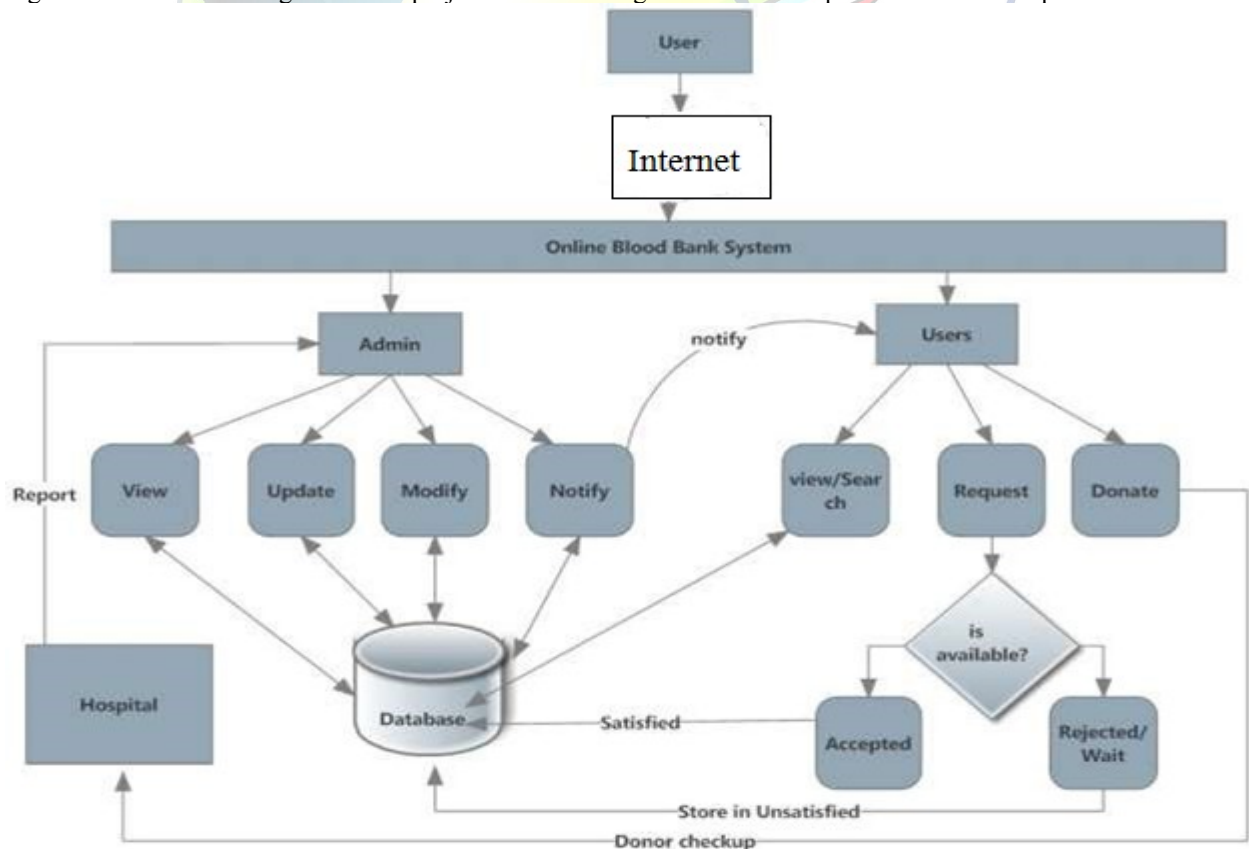 User
Internet
Online Blood Bank System
Admin
notify
Users
Report
View
Update
Modify
Notify
view/Sear
ch
Request
Donate
is
available?
Hospital
Database
Satisfied
Accepted
Rejected/
Wait
Store in Unsatisfied
Donor checkup